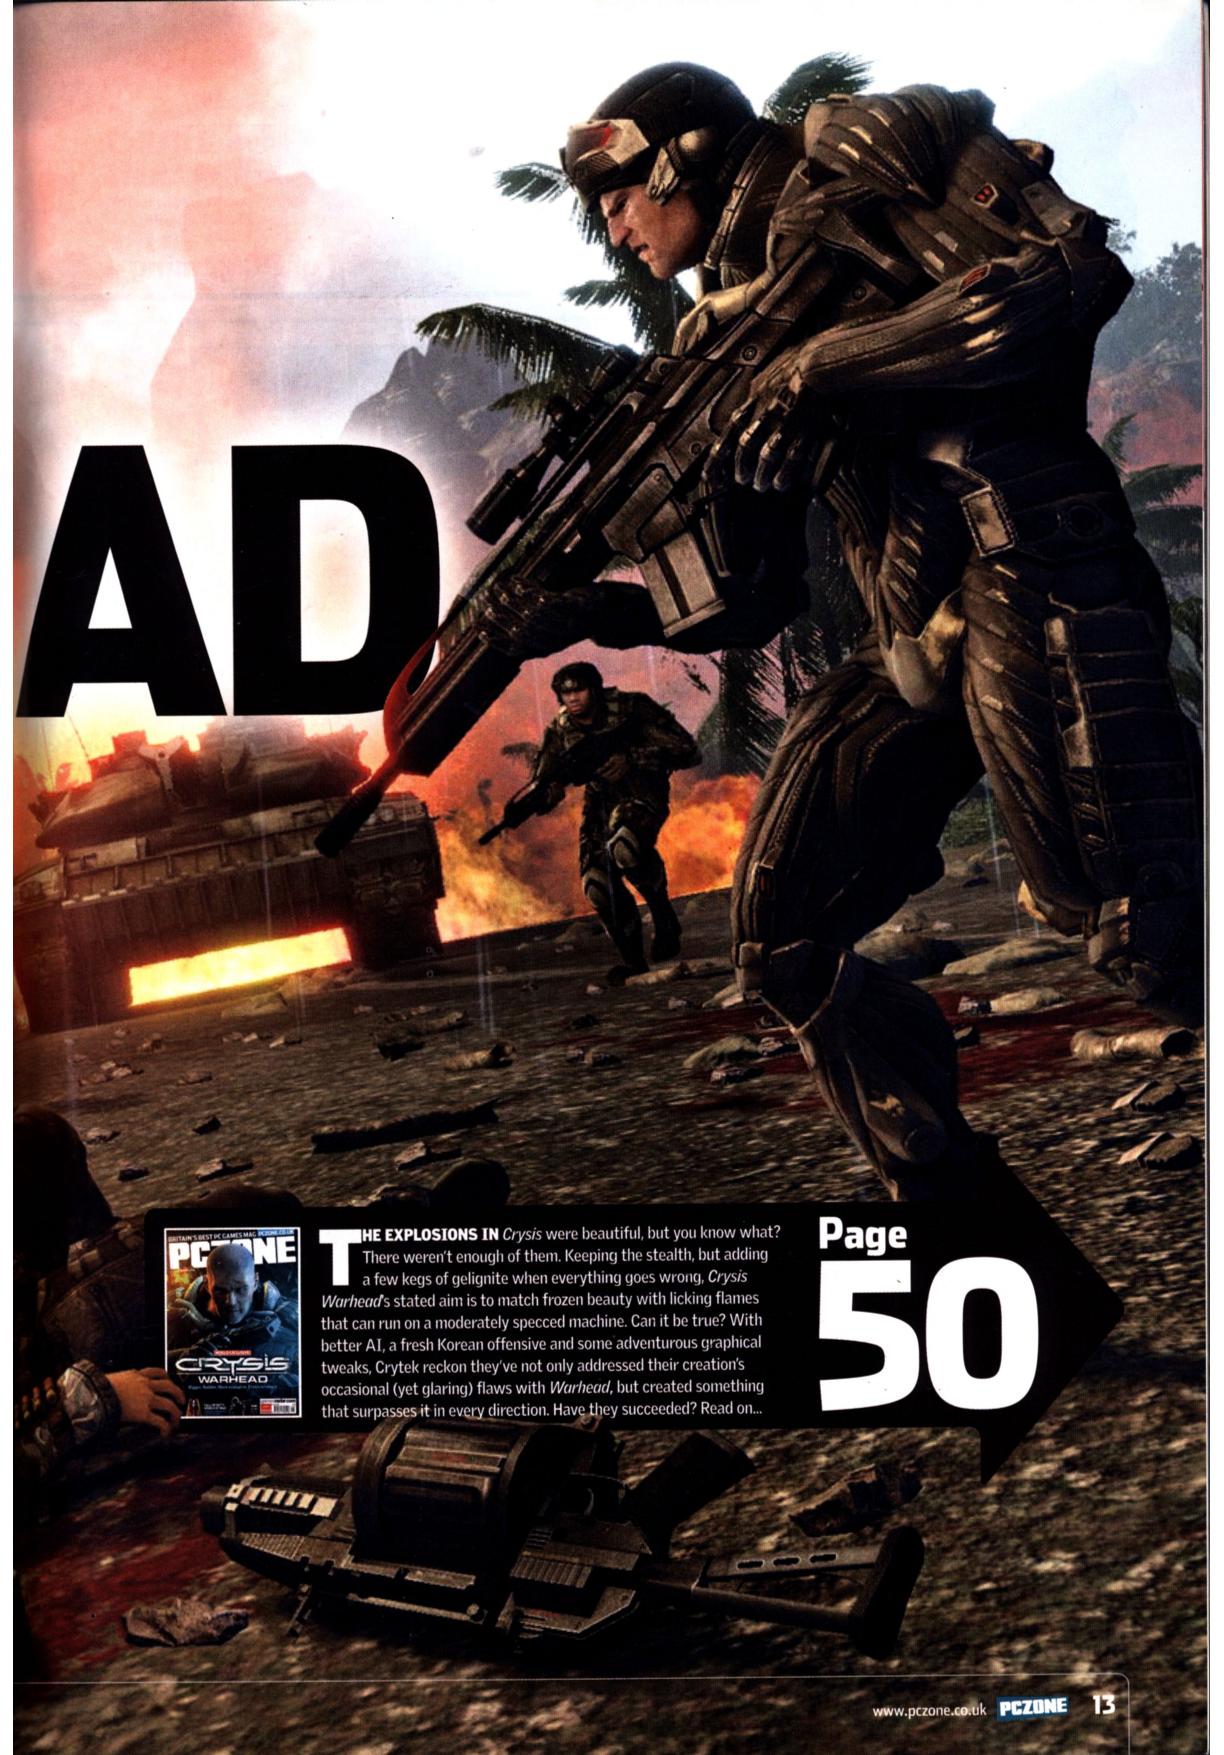 AD
BRITAIN'S BEST PC GAMES MAG PCZONE.CO.UK
PCZONE
CRYSIS
WARHEAD
THE EXPLOSIONS IN Crysis were beautiful, but you know what?
There weren't enough of them. Keeping the stealth, but adding
a few kegs of gelignite when everything goes wrong, Crysis
Warhead's stated aim is to match frozen beauty with licking flames
that can run on a moderately specced machine. Can it be true? With
better AI, a fresh Korean offensive and some adventurous graphical
tweaks, Crytek reckon they've not only addressed their creation's
occasional (yet glaring) flaws with Warhead, but created something
that surpasses it in every direction. Have they succeeded? Read on...
Page
50
www.pczone.co.uk PCZONE 13